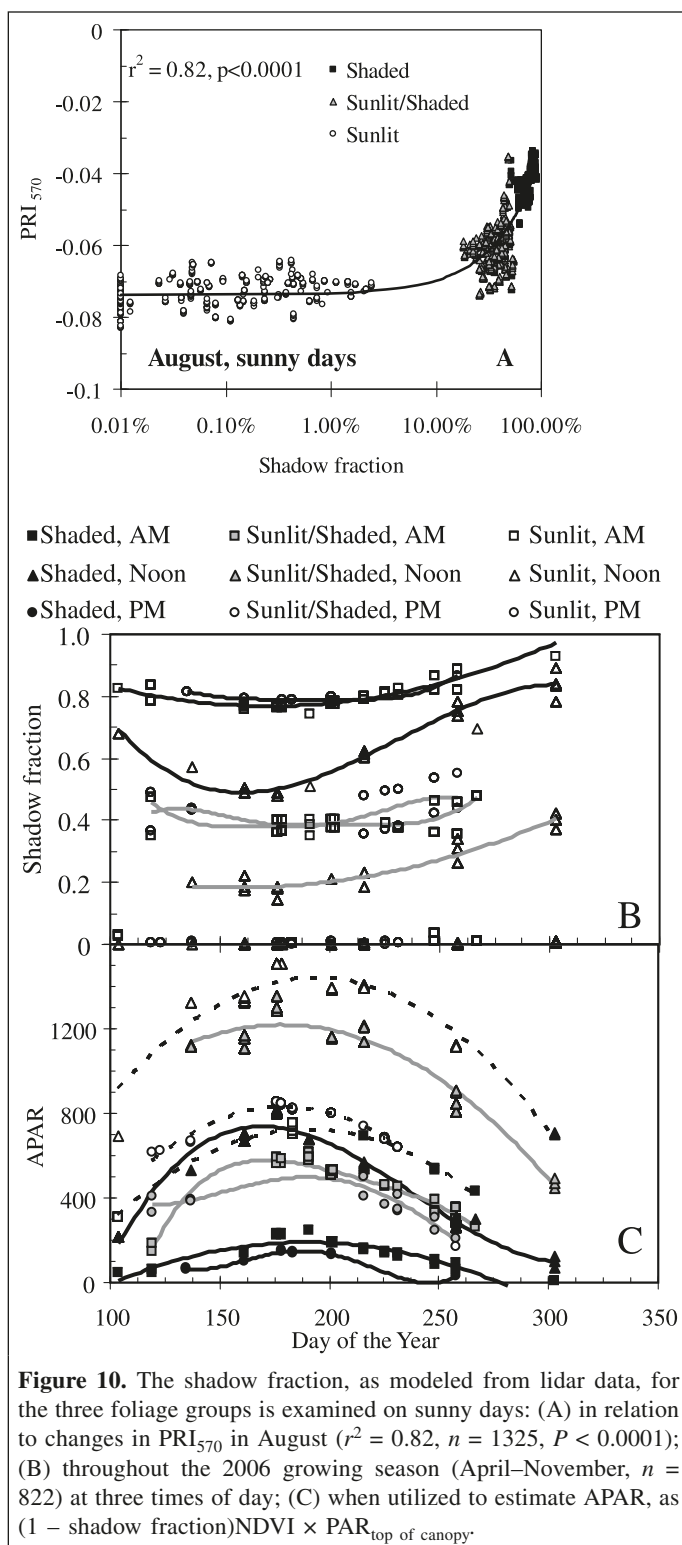 0
-0.02
-0.04
-0.06
-0.08
-0.1
PRI570
r2 = 0.82, p<0.0001
Shaded
Sunlit/Shaded
Sunlit
August, sunny days
A
0.01% 0.10% 1.00% 10.00% 100.00%
Shadow fraction
Shaded, AM Sunlit/Shaded, AM Sunlit, AM
Shaded, Noon Sunlit/Shaded, Noon Sunlit, Noon
Shaded, PM Sunlit/Shaded, PM Sunlit, PM
1.0
0.8
0.6
0.4
0.2
0
Shadow fraction
B
1200
800
400
0
APAR
C
100 150 200 250 300 350
Day of the Year
Figure 10. The shadow fraction, as modeled from lidar data, for
the three foliage groups is examined on sunny days: (A) in relation
to changes in PRI570 in August (r2 = 0.82, n = 1325, P < 0.0001);
(B) throughout the 2006 growing season (April–November, n =
822) at three times of day; (C) when utilized to estimate APAR, as
(1 – shadow fraction)NDVI × PARtop of canopy.